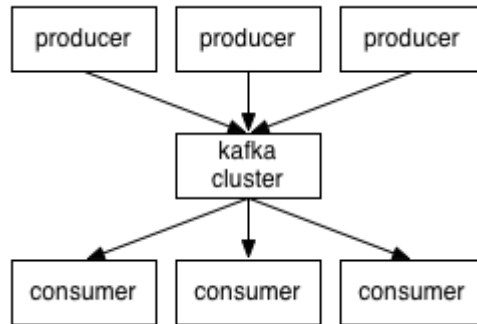 producer
producer
producer
kafka
cluster
consumer
consumer
consumer